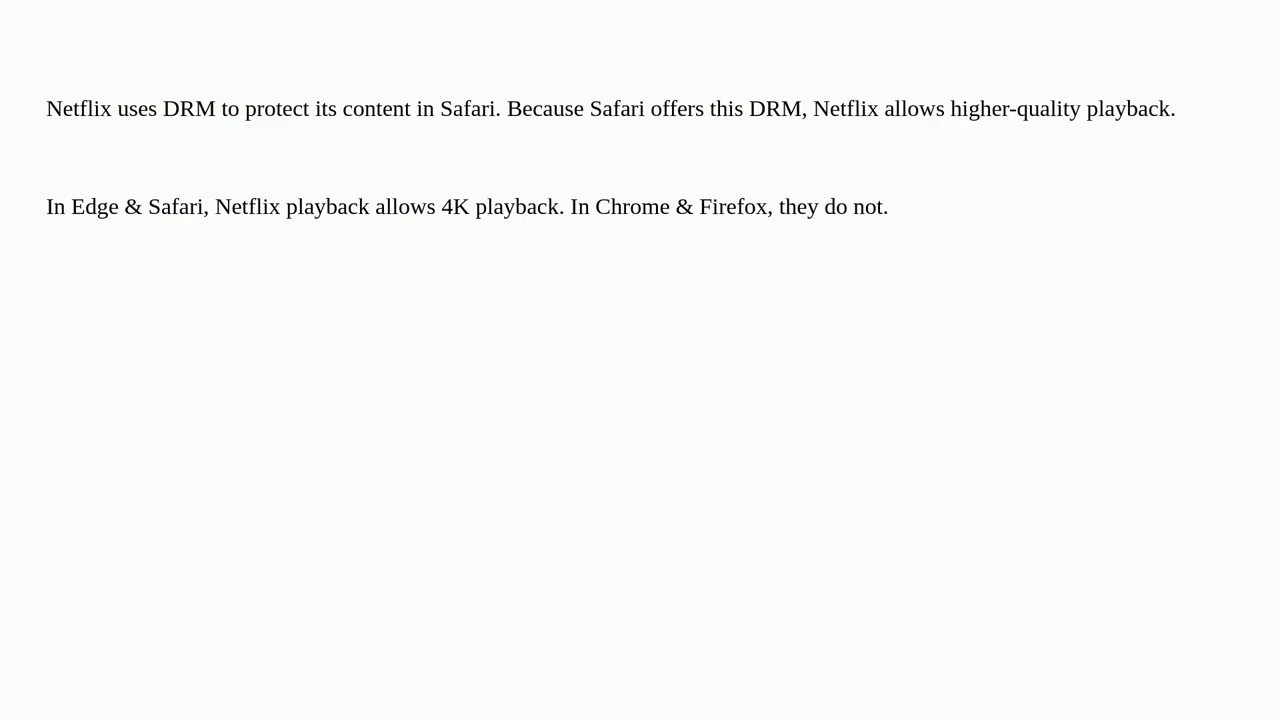 Netflix uses DRM to protect its content in Safari. Because Safari offers this DRM, Netflix allows higher-quality playback.
In Edge & Safari, Netflix playback allows 4K playback. In Chrome & Firefox, they do not.